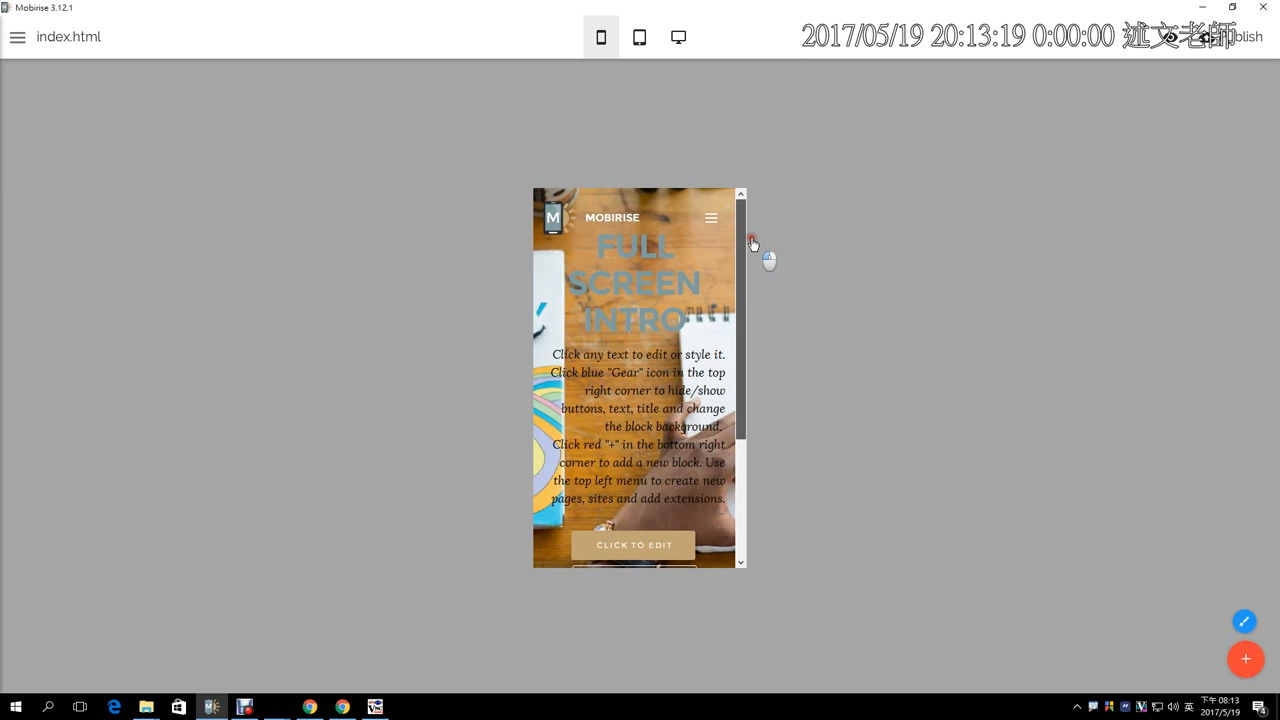 Mobirise 3.12.1
index.html
2017/05/19 20:13:19 0:00:00 述文老師
Publish
M MOBIRISE
FULL
SCREEN
INTRO
Click any text to edit or style it.
Click blue "Gear" icon in the top
right corner to hide/show
buttons, text, title and change
the block background.
Click red "+" in the bottom right
corner to add a new block. Use
the top left menu to create new
pages, sites and add extensions.
CLICK TO EDIT
英
下午 08:13
2017/5/19